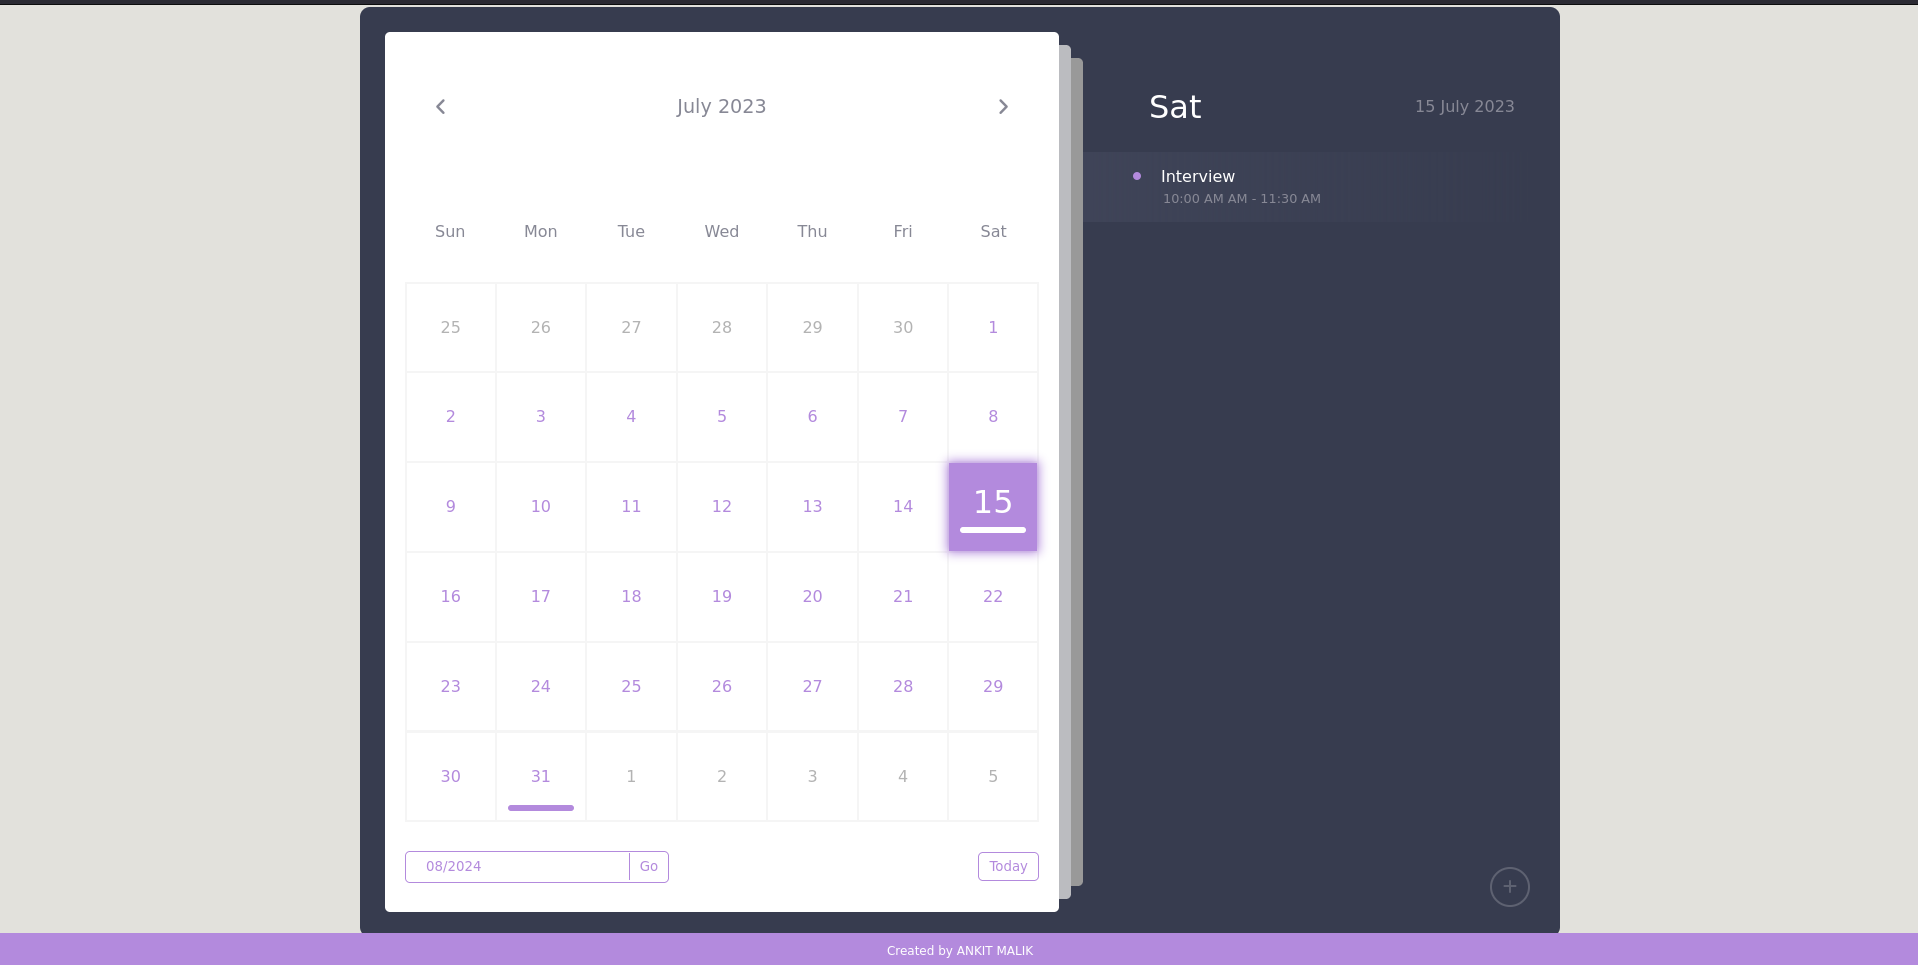 July 2023
Sun Mon Tue Wed Thu Fri Sat
25 26 27 28 29 30 1
2 3 4 5 6 7 8
9 10 11 12 13 14 15
16 17 18 19 20 21 22
23 24 25 26 27 28 29
30 31 1 2 3 4 5
08/2024 Go Today
Sat 15 July 2023
Interview
10:00 AM AM - 11:30 AM
+
Created by ANKIT MALIK